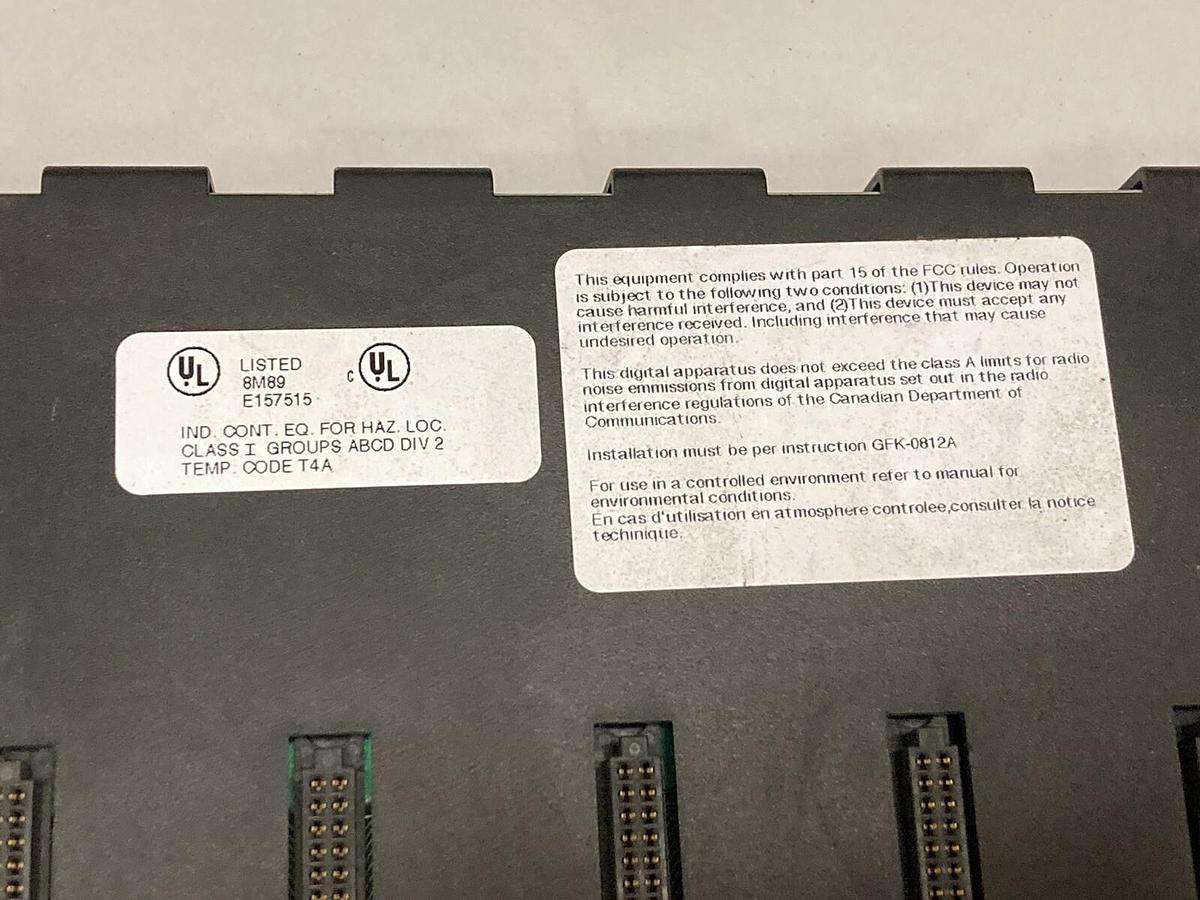 UL
LISTED
8M89
E157515
C UL
IND. CONT. EQ. FOR HAZ. LOC.
CLASS I GROUPS ABCD DIV 2
TEMP. CODE T4A
This equipment complies with part 15 of the FCC rules. Operation
is subject to the following two conditions: (1)This device may not
cause harmful interference, and (2)This device must accept any
interference received. Including interference that may cause
undesired operation.
This digital apparatus does not exceed the class A limits for radio
noise emmissions from digital apparatus set out in the radio
interference regulations of the Canadian Department of
Communications.
Installation must be per instruction GFK-0812A
For use in a controlled environment refer to manual for
environmental conditions.
En cas d'utilisation en atmosphere controlee,consulter la notice
techinique.